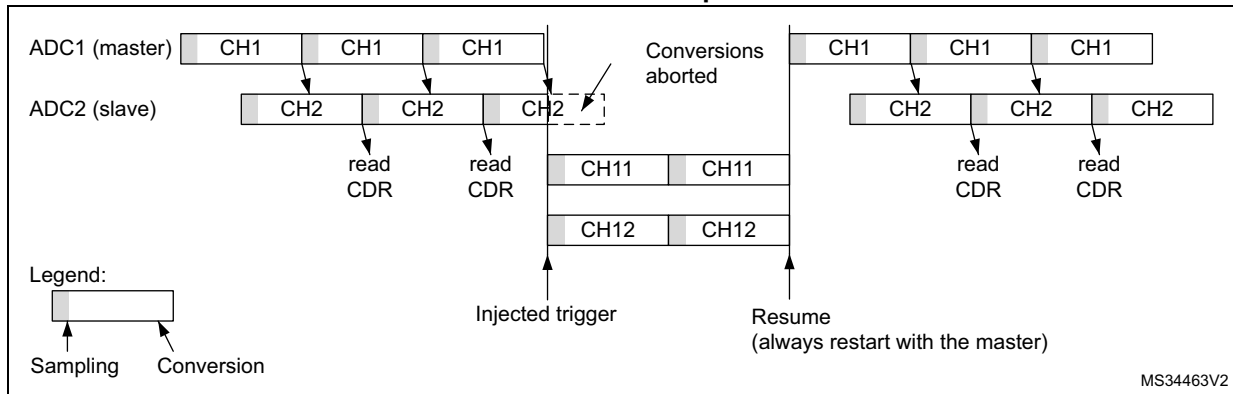 ADC1 (master)
CH1
CH1
CH1
Conversions
aborted
CH1
CH1
CH1
ADC2 (slave)
CH2
CH2
CH2
CH2
CH2
CH2
read
CDR
read
CDR
read
CDR
read
CDR
CH11
CH11
CH12
CH12
Legend:
Sampling
Conversion
Injected trigger
Resume
(always restart with the master)
MS34463V2